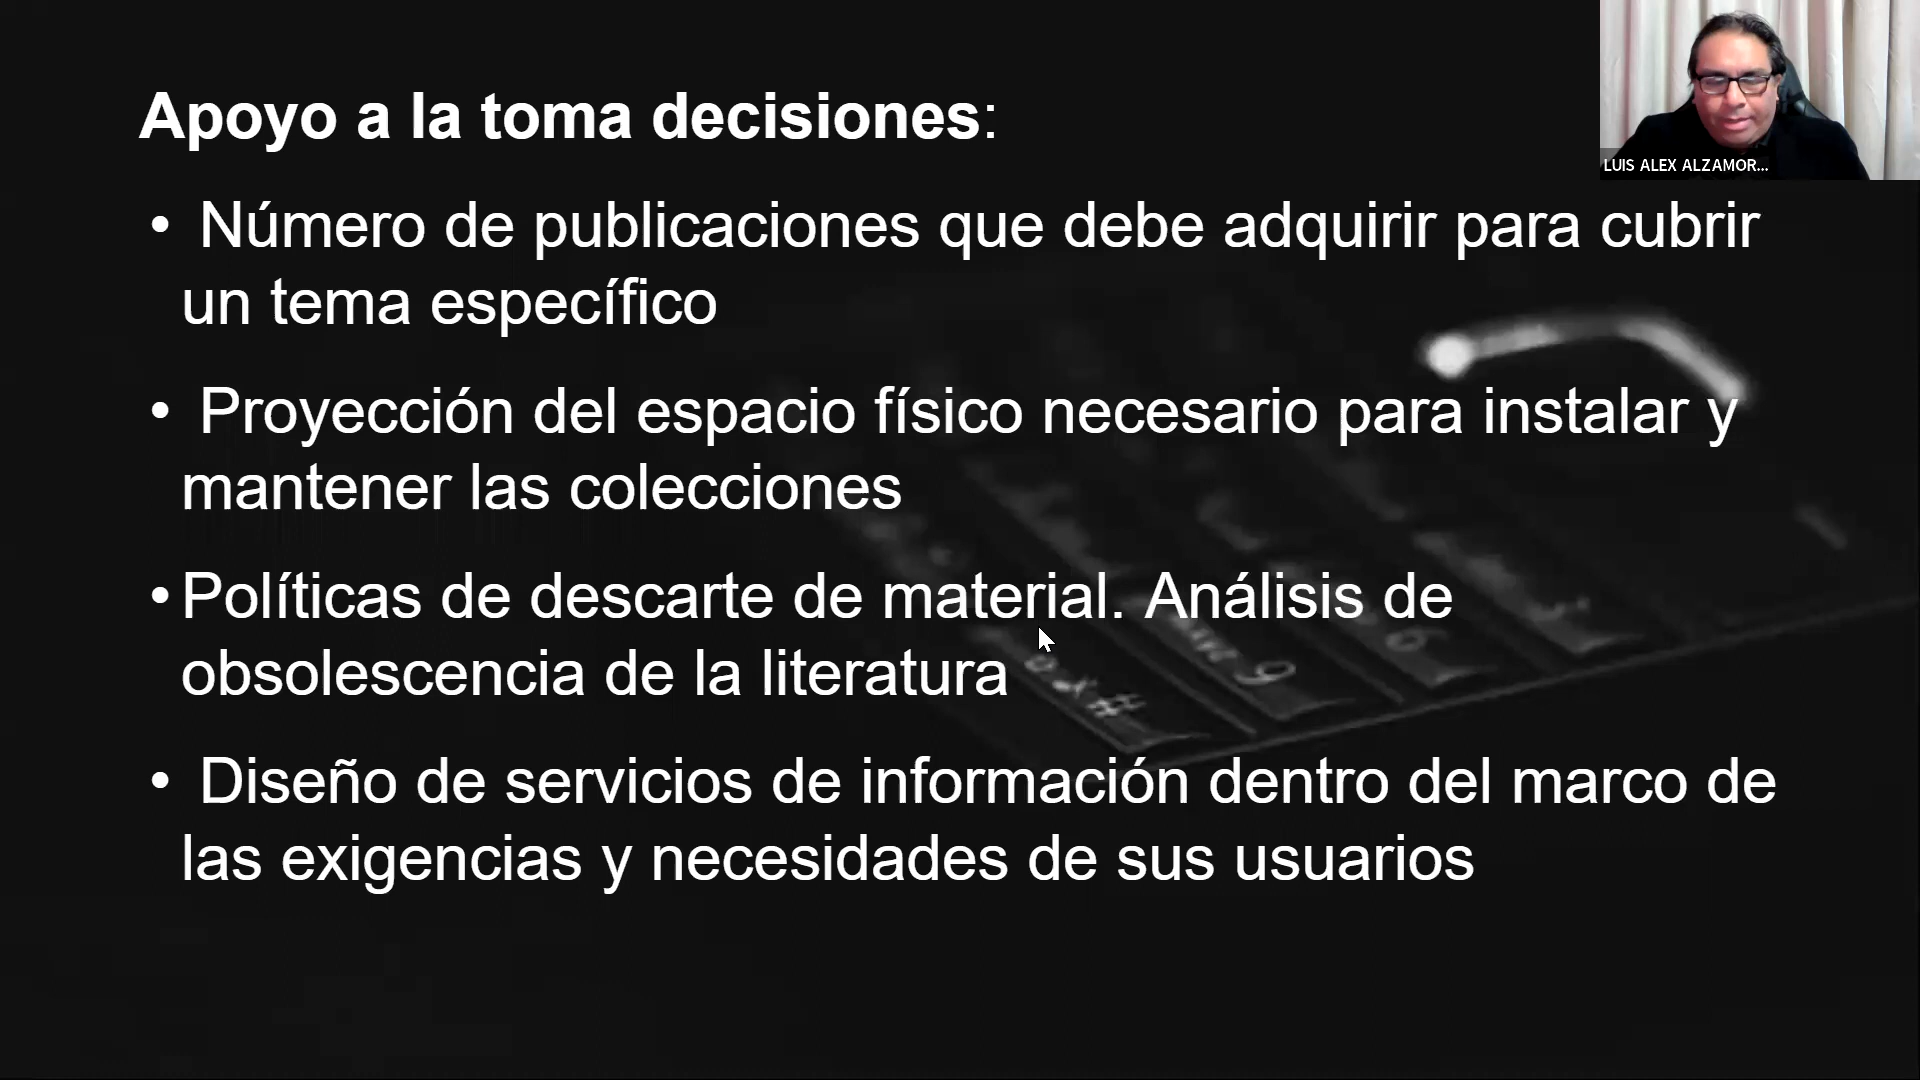 Apoyo a la toma decisiones:
LUIS ALEX ALZAMOR...
• Número de publicaciones que debe adquirir para cubrir
un tema específico
• Proyección del espacio físico necesario para instalar y
mantener las colecciones
• Políticas de descarte de material. Análisis de
obsolescencia de la literatura
• Diseño de servicios de información dentro del marco de
las exigencias y necesidades de sus usuarios
9
6
#